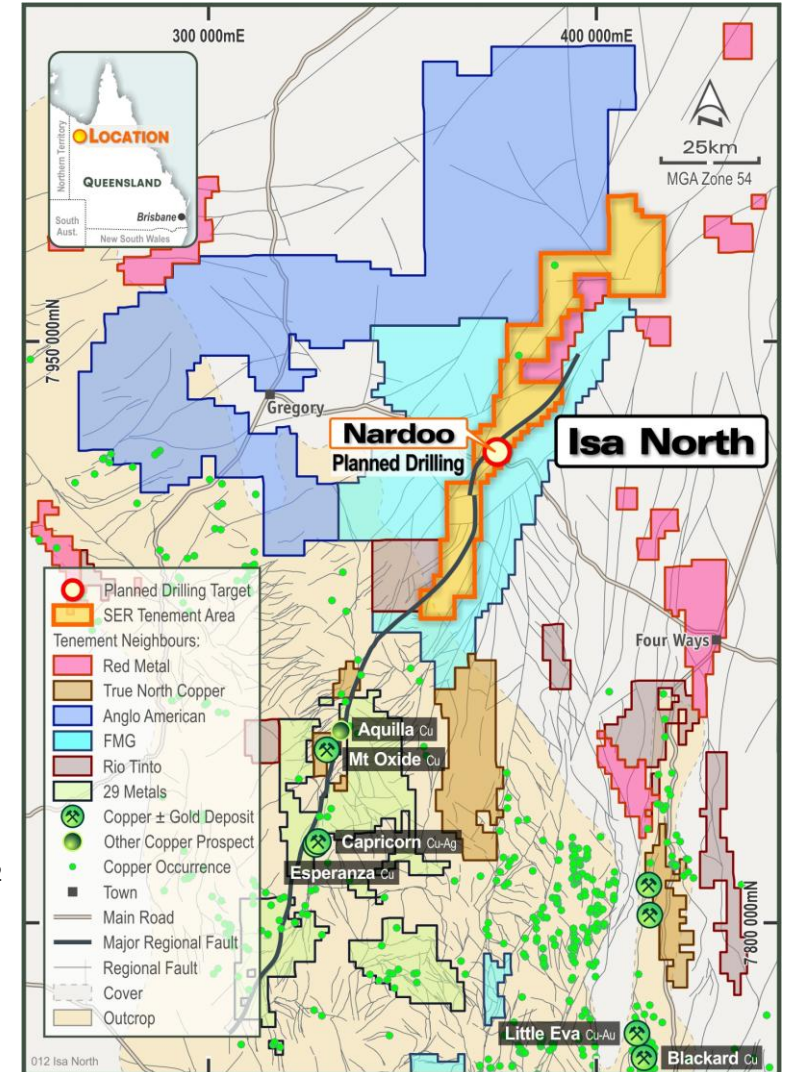 300 000mE
400 000mE
LOCATION
Northern Territory
QUEENSLAND
Brisbane
South
Aust.
New South Wales
25km
MGA Zone 54
7 950 000mN
Gregory
Nardoo
Planned Drilling
Isa North
Four Ways
Planned Drilling Target
SER Tenement Area
Tenement Neighbours:
Red Metal
True North Copper
Anglo American
FMG
Rio Tinto
29 Metals
Copper ± Gold Deposit
Other Copper Prospect
Copper Occurrence
Town
Main Road
Major Regional Fault
Regional Fault
Cover
Outcrop
012 Isa North
Aquilla Cu
Mt Oxide Cu
Capricorn Cu-Ag
Esperanza Cu
7 800 000mN
Little Eva Cu-Au
Blackard Cu